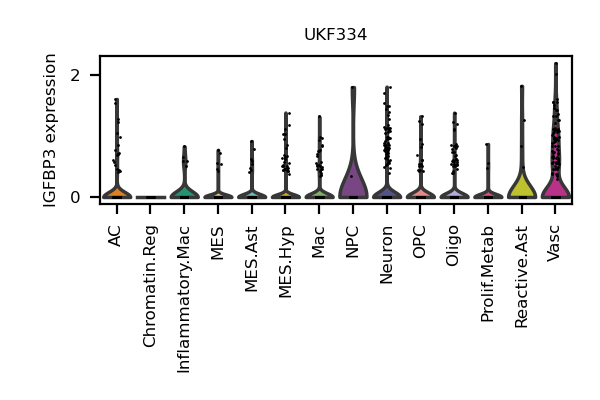 UKF334
IGFBP3 expression
2
0
AC
Chromatin.Reg
Inflammatory.Mac
MES
MES.Ast
MES.Hyp
Mac
NPC
Neuron
OPC
Oligo
Prolif.Metab
Reactive.Ast
Vasc